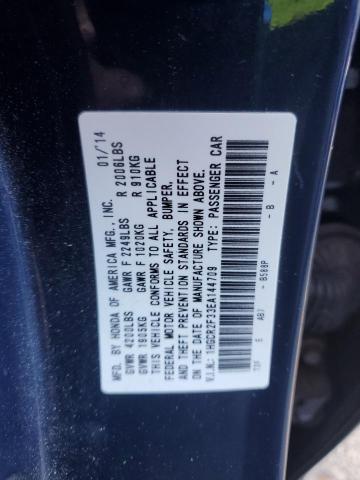 MFD. BY HONDA OF AMERICA MFG., INC. 01/14
GVWR 4200LBS GAWR F 2249LBS R 2006LBS
GVWR 1905KG GAWR F 1020KG R 910KG
THIS VEHICLE CONFORMS TO ALL APPLICABLE
FEDERAL MOTOR VEHICLE SAFETY, BUMPER,
AND THEFT PREVENTION STANDARDS IN EFFECT
ON THE DATE OF MANUFACTURE SHOWN ABOVE.
V.I.N.: 1HGCR2F33EA144709 TYPE: PASSENGER CAR
E AB7 - B588P - B - A